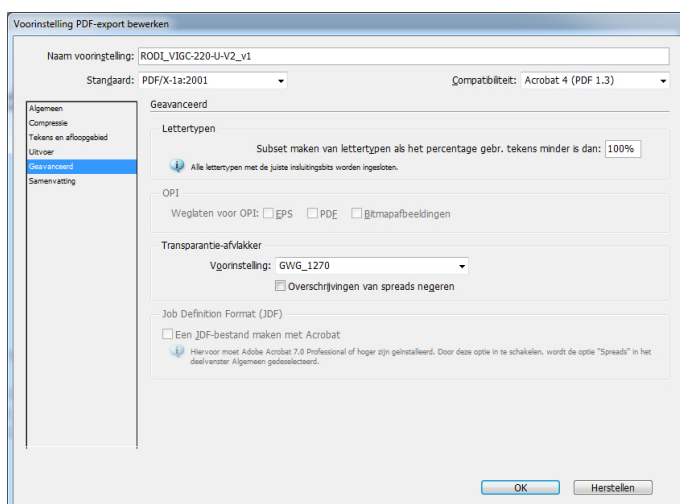 Voorinstelling PDF-export bewerken
Naam voorinstelling: RODI_VIGC-220-U-V2_v1
Standaard: PDF/X-1a:2001 Compatibiliteit: Acrobat 4 (PDF 1.3)
Algemeen
Compressie
Tekens en afloopgebied
Uitvoer
Geavanceerd
Samenvatting
Geavanceerd
Lettertypen
Subset maken van lettertypen als het percentage gebr. tekens minder is dan: 100%
Alle lettertypen met de juiste insluitingsbits worden ingesloten.
OPI
Weglaten voor OPI: EPS PDF Bitmapafbeeldingen
Transparantie-afvlakker
Voorinstelling: GWG_1270
Overschrijvingen van spreads negeren
Job Definition Format (JDF)
Een JDF-bestand maken met Acrobat
Hiervoor moet Adobe Acrobat 7.0 Professional of hoger zijn geïnstalleerd. Door deze optie in te schakelen, wordt de optie "Spreads" in het
deelvenster Algemeen gedeselecteerd.
OK Herstellen